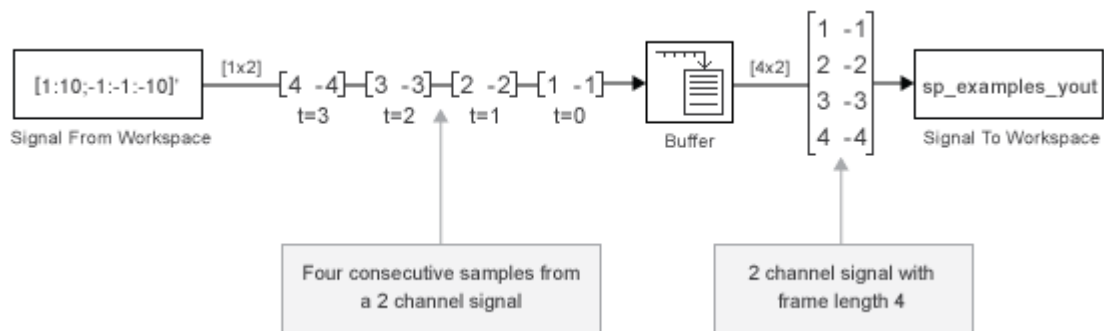 [1:10;-1:-1:-10]'
Signal From Workspace
[1x2]
[4 -4] [3 -3] [2 -2] [1 -1]
t=3 t=2 t=1 t=0
Buffer
[4x2]
1 -1
2 -2
3 -3
4 -4
sp_examples_yout
Signal To Workspace
Four consecutive samples from
a 2 channel signal
2 channel signal with
frame length 4